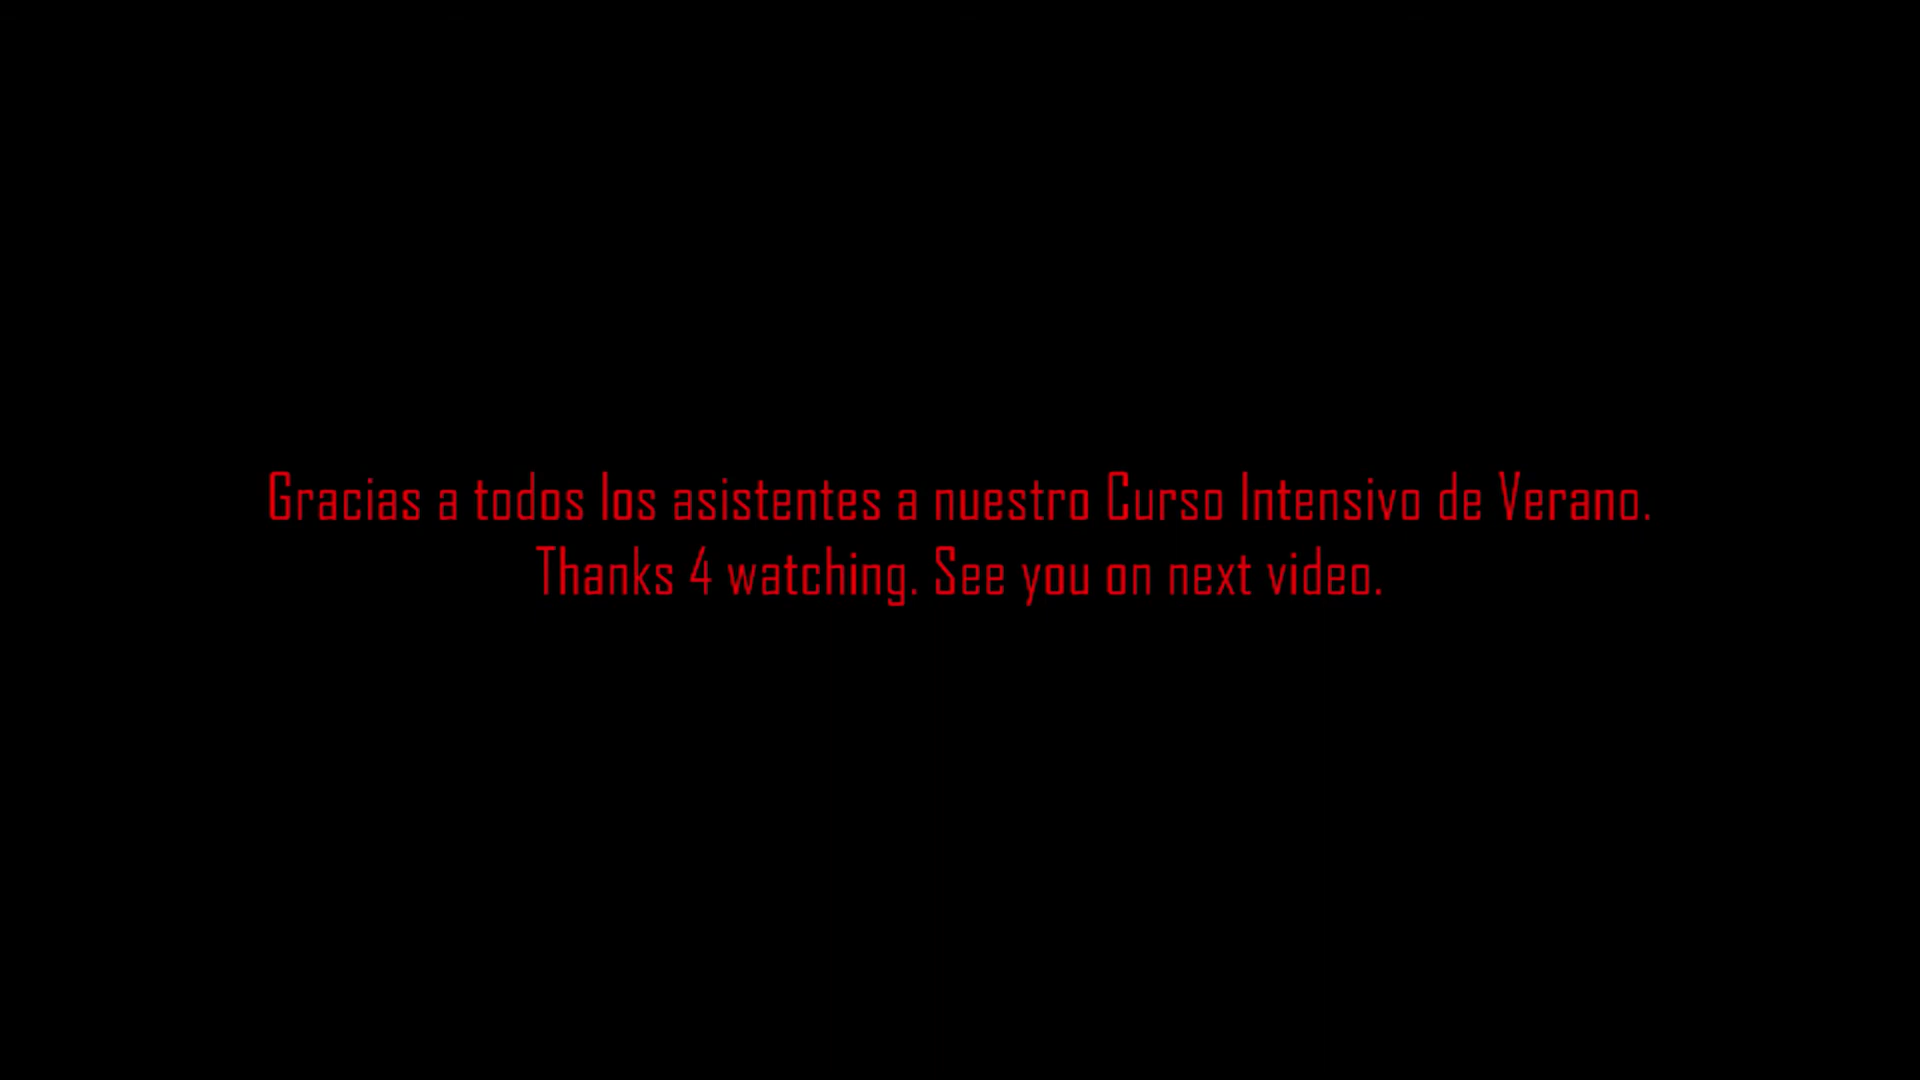 Gracias a todos los asistentes a nuestro Curso Intensivo de Verano.
Thanks 4 watching. See you on next video.